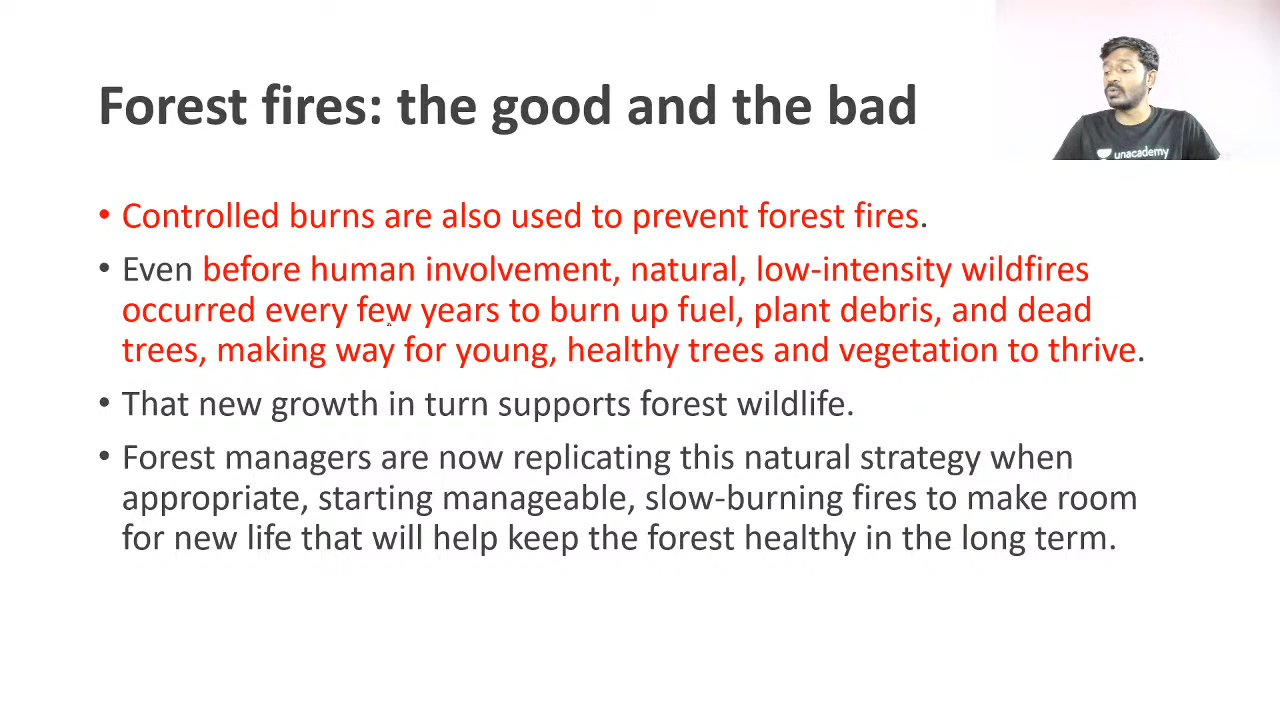 Forest fires: the good and the bad
unacademy
• Controlled burns are also used to prevent forest fires.
• Even before human involvement, natural, low-intensity wildfires
occurred every few years to burn up fuel, plant debris, and dead
trees, making way for young, healthy trees and vegetation to thrive.
• That new growth in turn supports forest wildlife.
• Forest managers are now replicating this natural strategy when
appropriate, starting manageable, slow-burning fires to make room
for new life that will help keep the forest healthy in the long term.